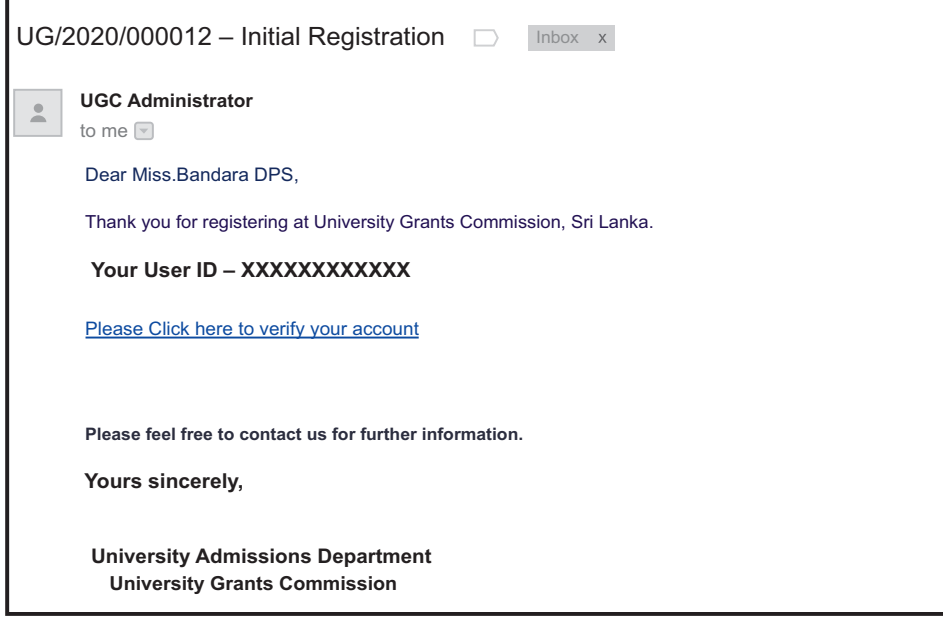 UG/2020/000012 – Initial Registration Inbox x
UGC Administrator
to me
Dear Miss.Bandara DPS,
Thank you for registering at University Grants Commission, Sri Lanka.
Your User ID – XXXXXXXXXXXX
Please Click here to verify your account
Please feel free to contact us for further information.
Yours sincerely,
University Admissions Department
University Grants Commission